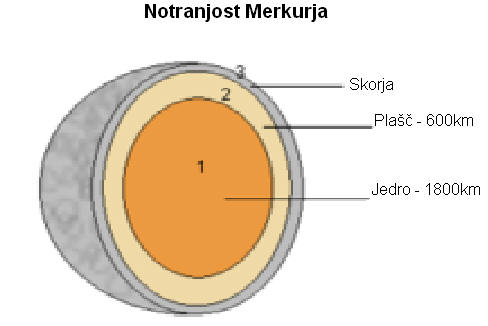 Notranjost Merkurja
3
Skorja
2
Plašč - 600km
1
Jedro - 1800km